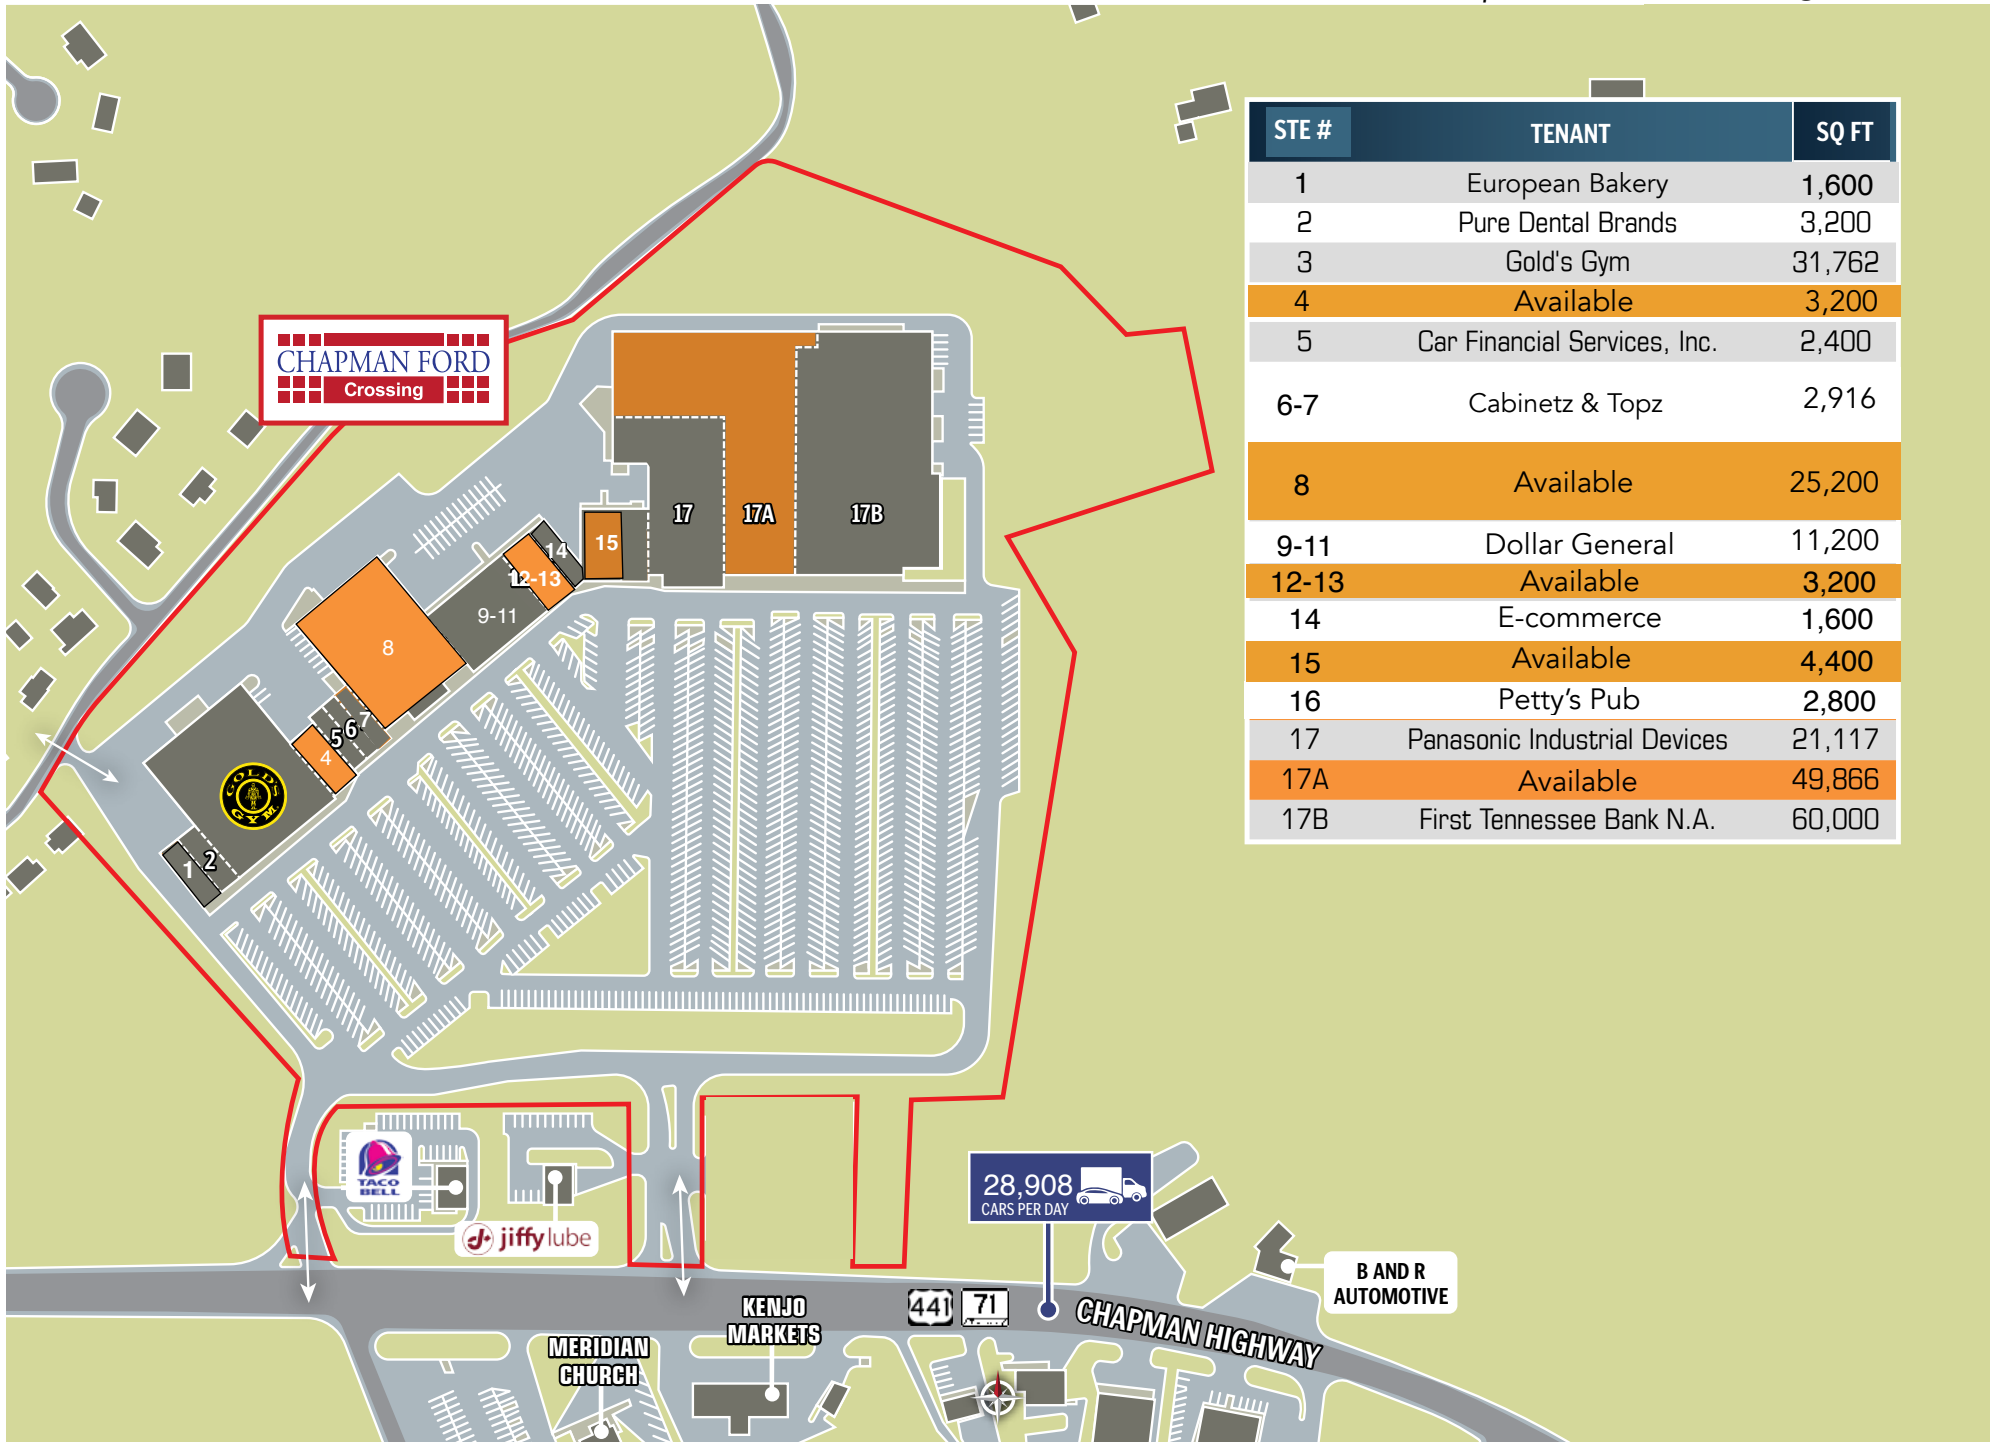 STE # TENANT SQ FT
1 European Bakery 1,600
2 Pure Dental Brands 3,200
3 Gold's Gym 31,762
4 Available 3,200
5 Car Financial Services, Inc. 2,400
6-7 Cabinetz & Topz 2,916
8 Available 25,200
9-11 Dollar General 11,200
12-13 Available 3,200
14 E-commerce 1,600
15 Available 4,400
16 Petty's Pub 2,800
17 Panasonic Industrial Devices 21,117
17A Available 49,866
17B First Tennessee Bank N.A. 60,000
CHAPMAN FORD
Crossing
17
17A
17B
15
14
12-13
9-11
8
7
6
5
4
GOLD'S
GYM
2
1
TACO
BELL
jiffy lube
28,908
CARS PER DAY
B AND R
AUTOMOTIVE
KENJO
MARKETS
441
71
CHAPMAN HIGHWAY
MERIDIAN
CHURCH